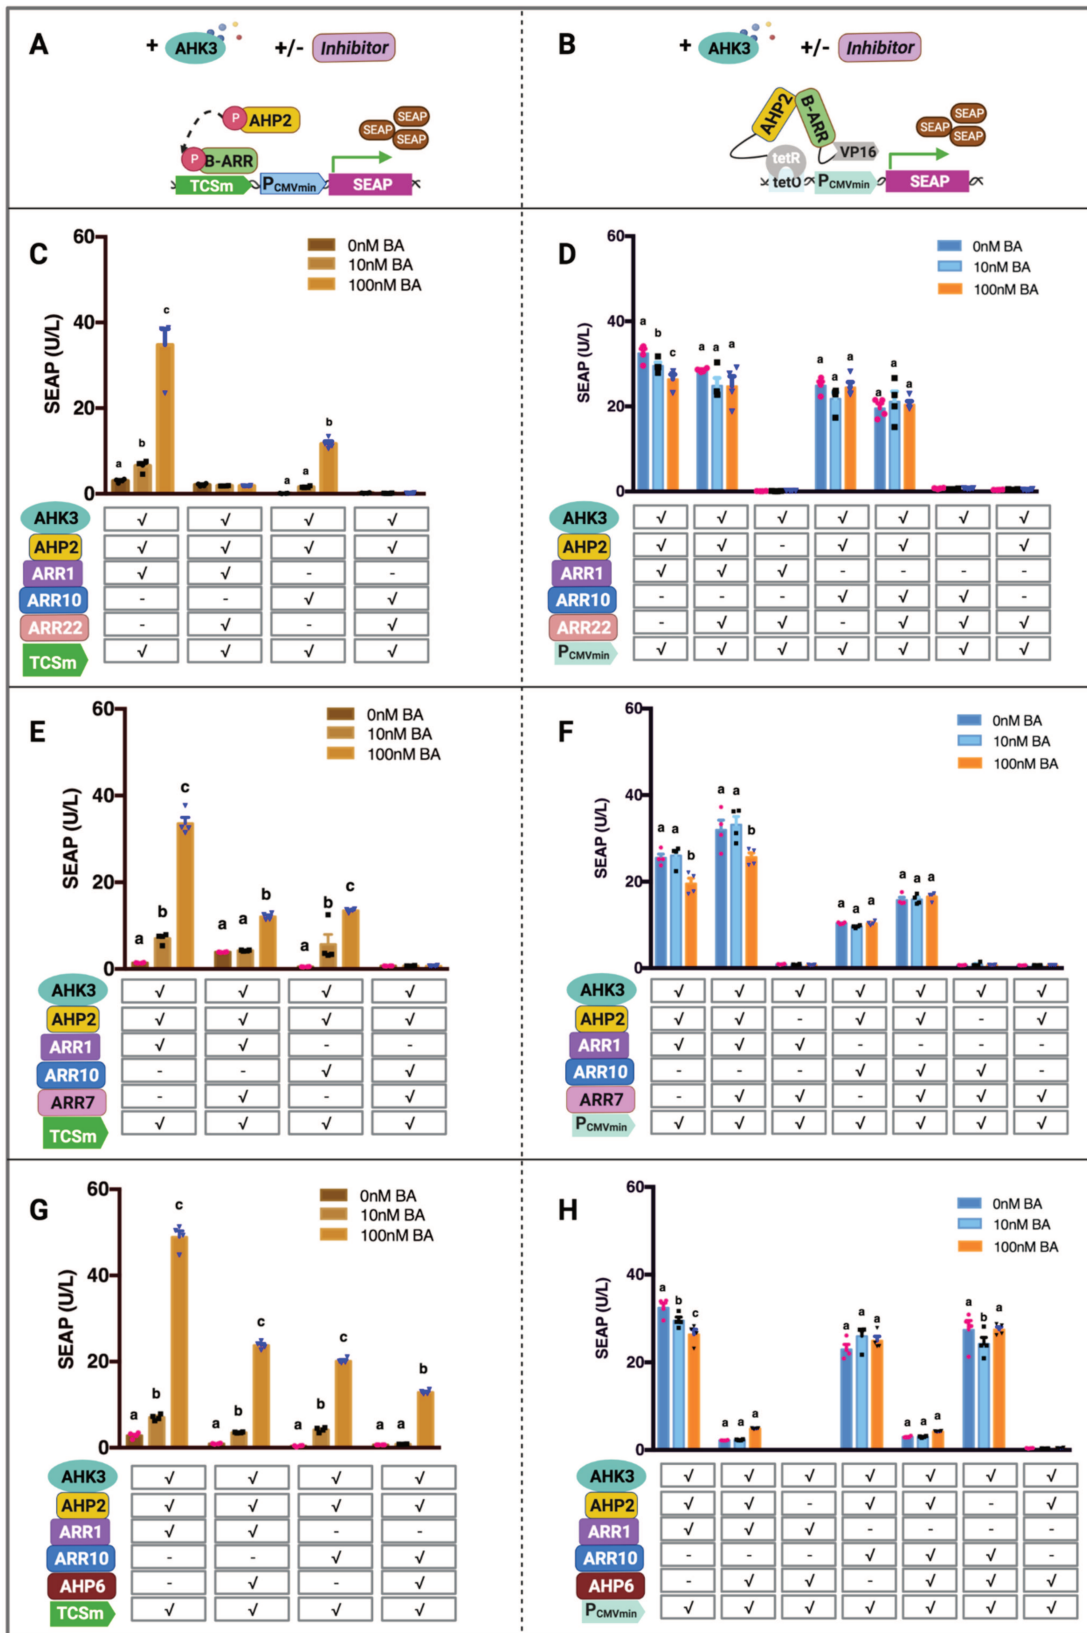 A
+ AHK3 +/- Inhibitor
P AHP2
P B-ARR
SEAP SEAP SEAP
TCSm PCMVmin SEAP
B
+ AHK3 +/- Inhibitor
AHP2 B-ARR
tetR VP16
SEAP SEAP SEAP
tetO PCMVmin SEAP
C
SEAP (U/L)
60
40
20
0
0nM BA
10nM BA
100nM BA
a b c a a b
AHK3 √ √ √ √
AHP2 √ √ √ √
ARR1 √ √ - -
ARR10 - - √ √
ARR22 - √ - √
TCSm √ √ √ √
D
SEAP (U/L)
60
40
20
0
0nM BA
10nM BA
100nM BA
a b c a a a a a a a a a
AHK3 √ √ √ √ √ √ √
AHP2 √ √ - √ √ √
ARR1 √ √ √ - - - -
ARR10 - - - √ √ √ -
ARR22 - √ √ - √ √ √
PCMVmin √ √ √ √ √ √ √
E
SEAP (U/L)
60
40
20
0
0nM BA
10nM BA
100nM BA
a b c a a b a b c
AHK3 √ √ √ √
AHP2 √ √ √ √
ARR1 √ √ - -
ARR10 - - √ √
ARR7 - √ - √
TCSm √ √ √ √
F
SEAP (U/L)
60
40
20
0
0nM BA
10nM BA
100nM BA
a a b a a b a a a a a a
AHK3 √ √ √ √ √ √ √
AHP2 √ √ - √ √ - √
ARR1 √ √ √ - - - -
ARR10 - - - √ √ √ -
ARR7 - √ √ - √ √ √
PCMVmin √ √ √ √ √ √ √
G
SEAP (U/L)
60
40
20
0
0nM BA
10nM BA
100nM BA
a b c a b c a b c a a b
AHK3 √ √ √ √
AHP2 √ √ √ √
ARR1 √ √ - -
ARR10 - - √ √
AHP6 - √ - √
TCSm √ √ √ √
H
SEAP (U/L)
60
40
20
0
0nM BA
10nM BA
100nM BA
a b c a a a a a a a a a a b a
AHK3 √ √ √ √ √ √ √
AHP2 √ √ - √ √ - √
ARR1 √ √ √ - - - -
ARR10 - - - √ √ √ -
AHP6 - √ √ - √ √ √
PCMVmin √ √ √ √ √ √ √